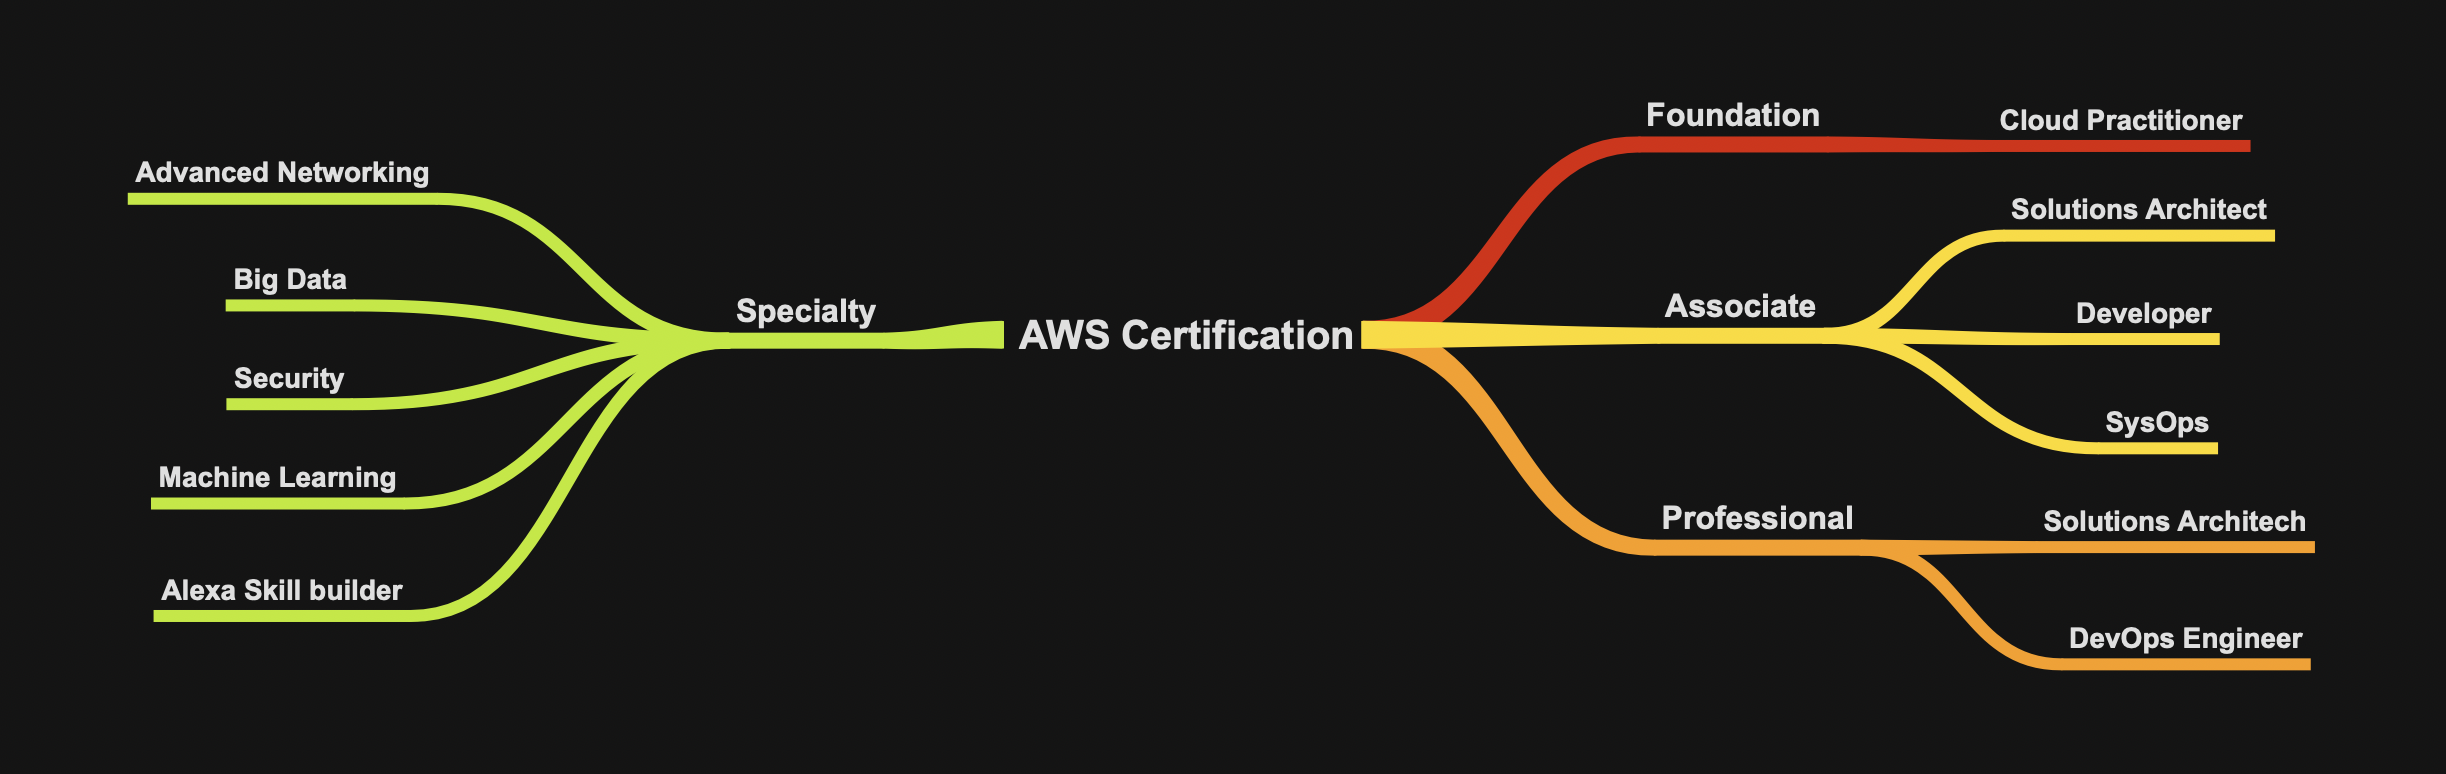 AWS Certification
Foundation
Cloud Practitioner
Associate
Solutions Architect
Developer
SysOps
Professional
Solutions Architech
DevOps Engineer
Specialty
Advanced Networking
Big Data
Security
Machine Learning
Alexa Skill builder